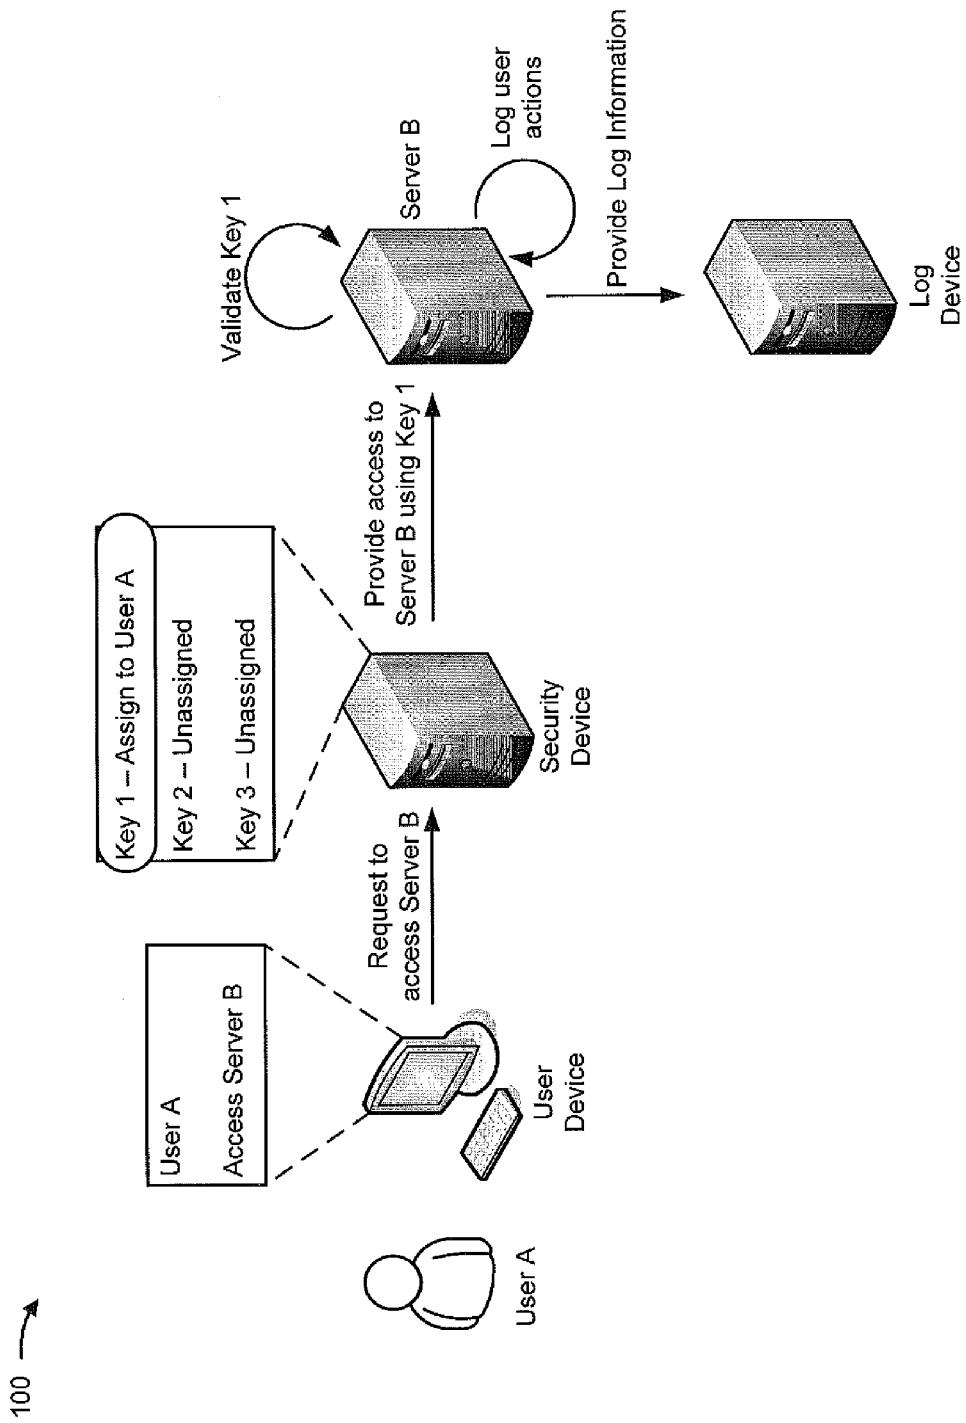 100
User A
Access Server B
User A
User
Device
Request to
access Server B
Key 1 – Assign to User A
Key 2 – Unassigned
Key 3 – Unassigned
Security
Device
Provide access to
Server B using Key 1
Validate Key 1
Server B
Log user
actions
Provide Log Information
Log
Device